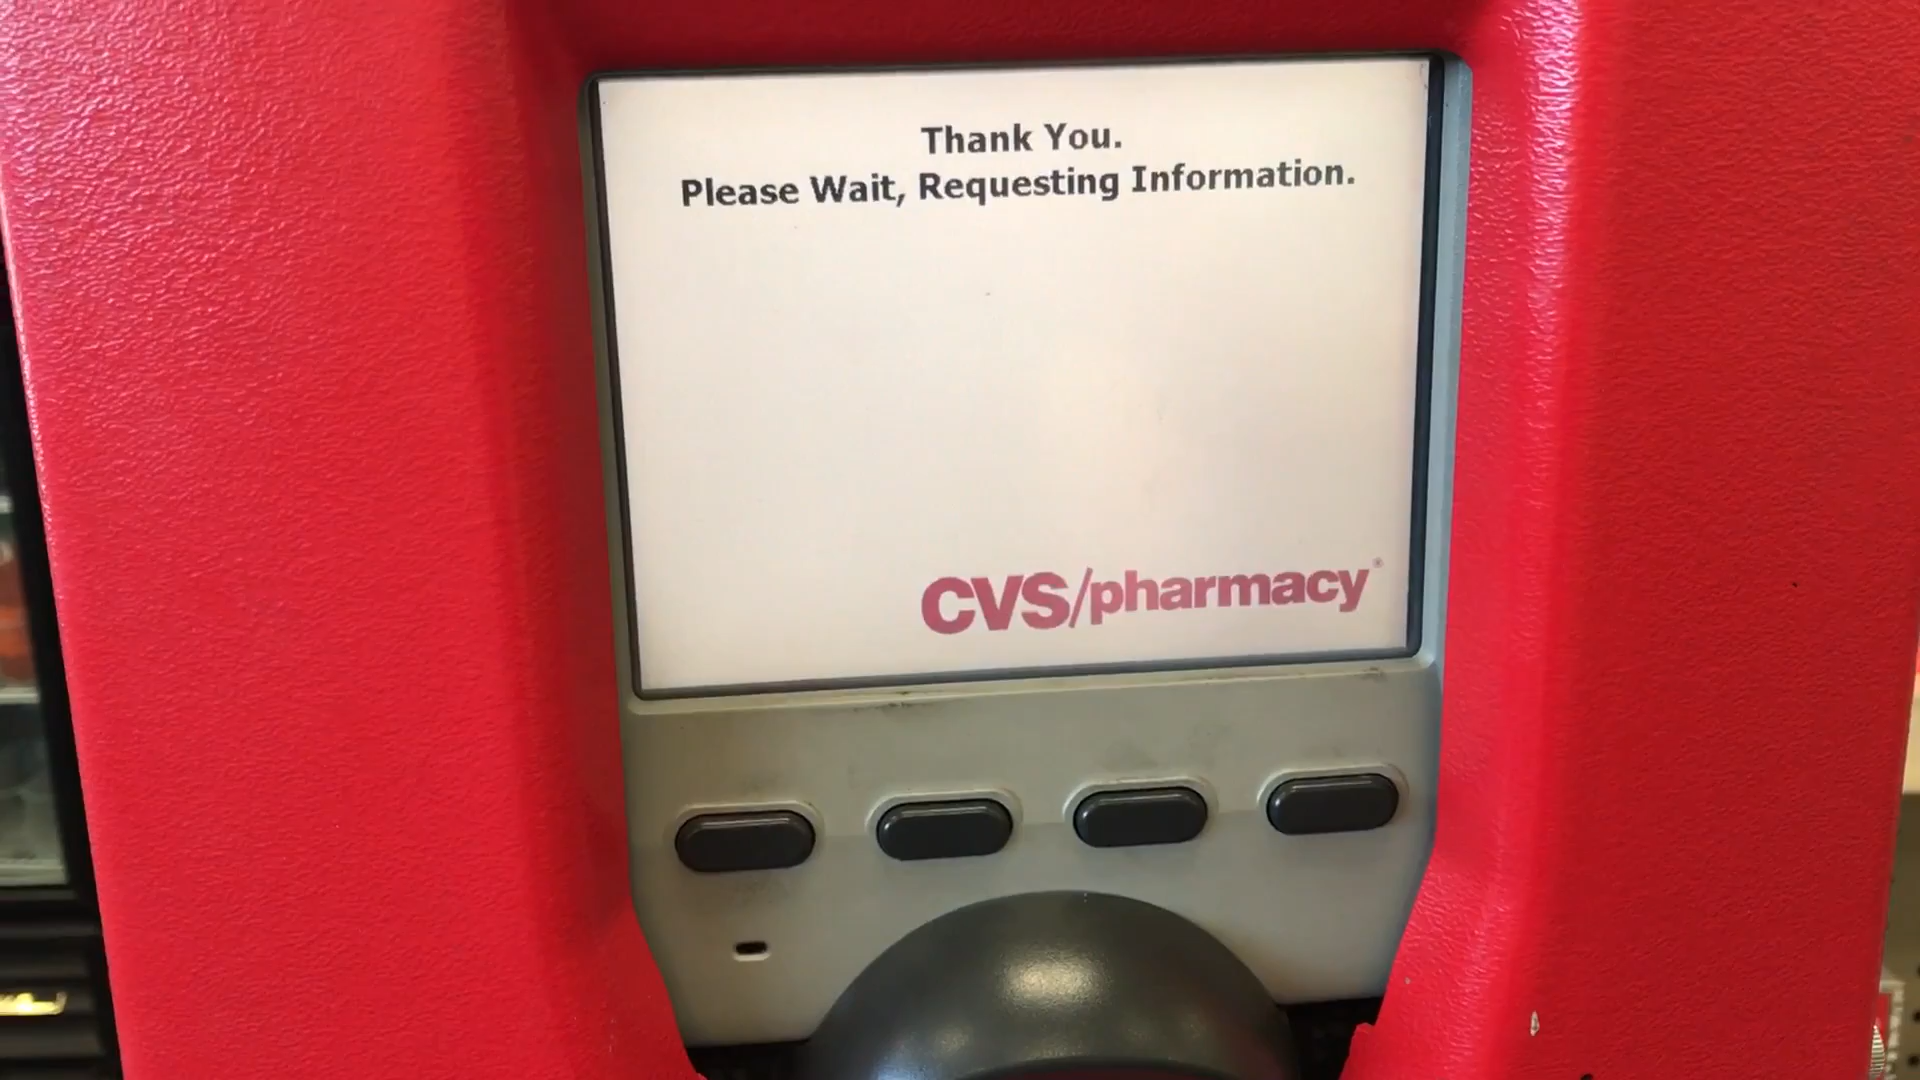 Thank You.
Please Wait, Requesting Information.
CVS/pharmacy®